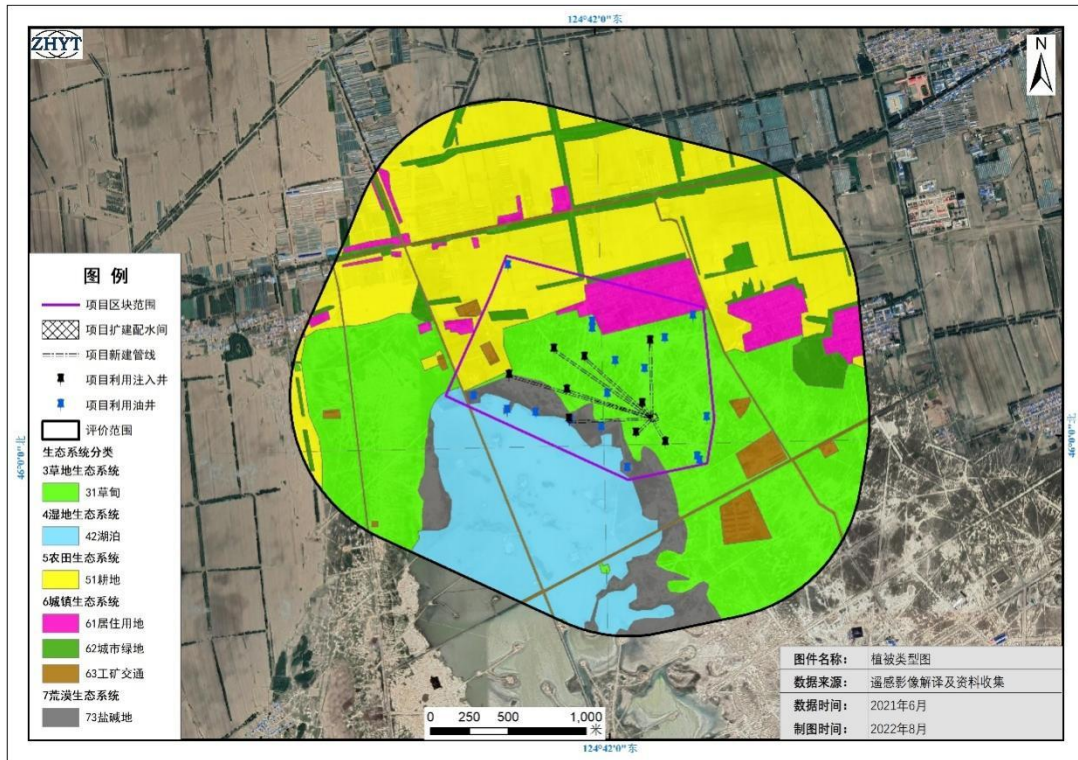 124°42'0"东
ZHYT
N
图 例
项目区块范围
项目扩建配水间
项目新建管线
项目利用注入井
项目利用油井
评价范围
生态系统分类
3草地生态系统
31草甸
4湿地生态系统
42湖泊
5农田生态系统
51耕地
6城镇生态系统
61居住用地
62城市绿地
63工矿交通
7荒漠生态系统
73盐碱地
46°0'0"北
46°0'0"北
0 250 500 1,000
米
图件名称: 植被类型图
数据来源: 遥感影像解译及资料收集
数据时间: 2021年6月
制图时间: 2022年8月
124°42'0"东